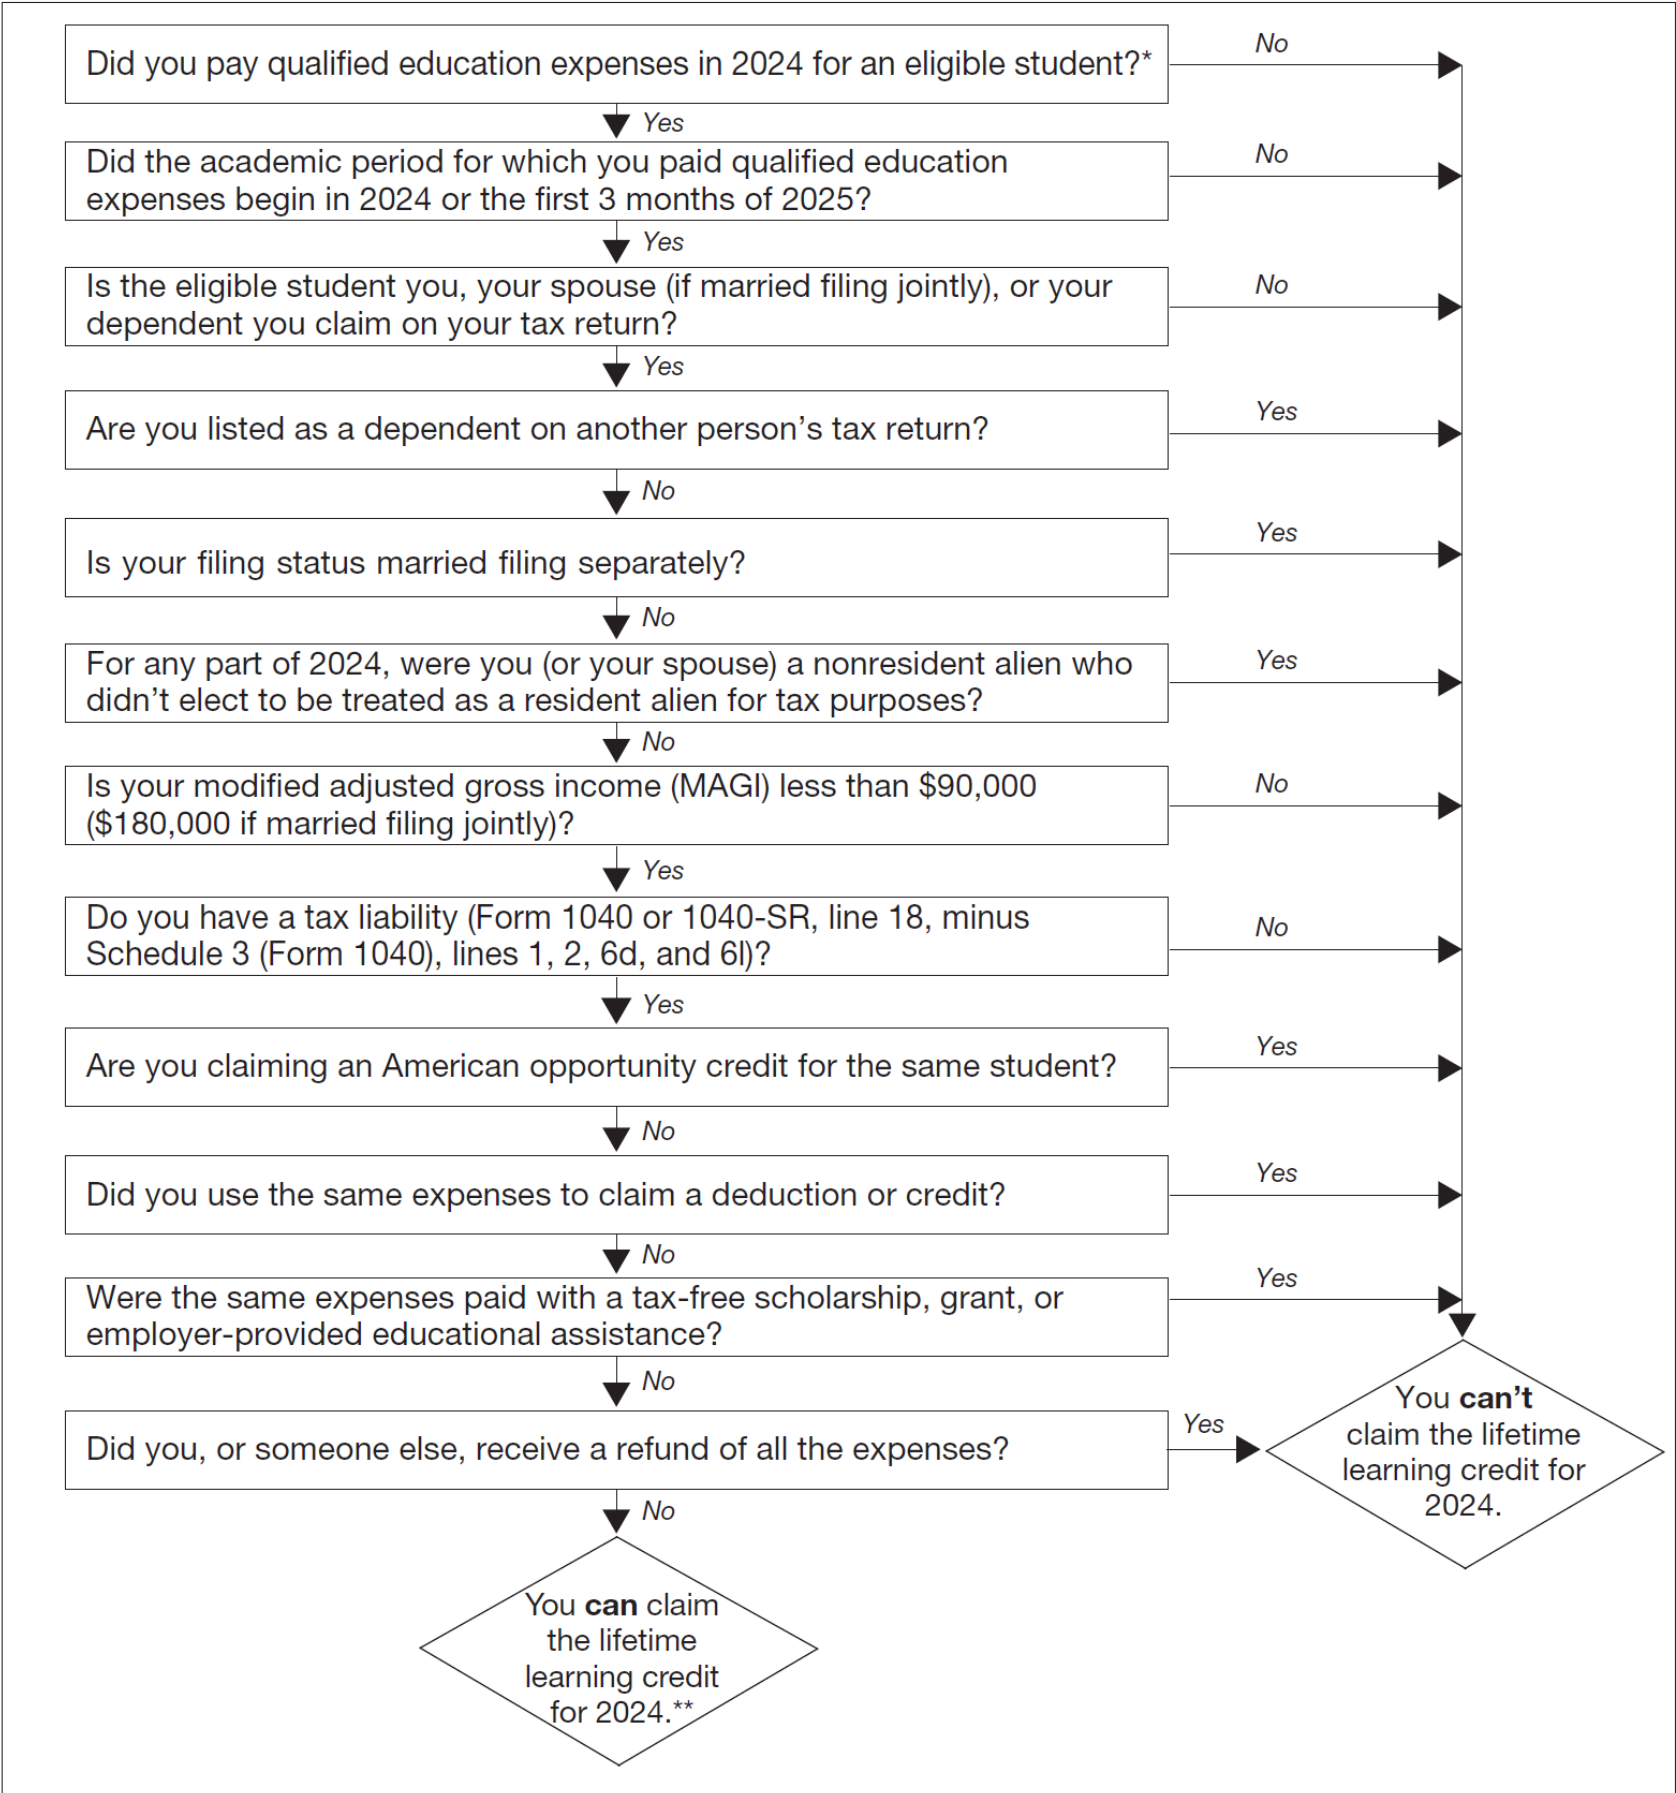 Did you pay qualified education expenses in 2024 for an eligible student?*
No
Yes
Did the academic period for which you paid qualified education
expenses begin in 2024 or the first 3 months of 2025?
No
Yes
Is the eligible student you, your spouse (if married filing jointly), or your
dependent you claim on your tax return?
No
Yes
Are you listed as a dependent on another person’s tax return?
Yes
No
Is your filing status married filing separately?
Yes
No
For any part of 2024, were you (or your spouse) a nonresident alien who
didn’t elect to be treated as a resident alien for tax purposes?
Yes
No
Is your modified adjusted gross income (MAGI) less than $90,000
($180,000 if married filing jointly)?
No
Yes
Do you have a tax liability (Form 1040 or 1040-SR, line 18, minus
Schedule 3 (Form 1040), lines 1, 2, 6d, and 6l)?
No
Yes
Are you claiming an American opportunity credit for the same student?
Yes
No
Did you use the same expenses to claim a deduction or credit?
Yes
No
Were the same expenses paid with a tax-free scholarship, grant, or
employer-provided educational assistance?
Yes
No
Did you, or someone else, receive a refund of all the expenses?
Yes
You can’t
claim the lifetime
learning credit for
2024.
No
You can claim
the lifetime
learning credit
for 2024.**